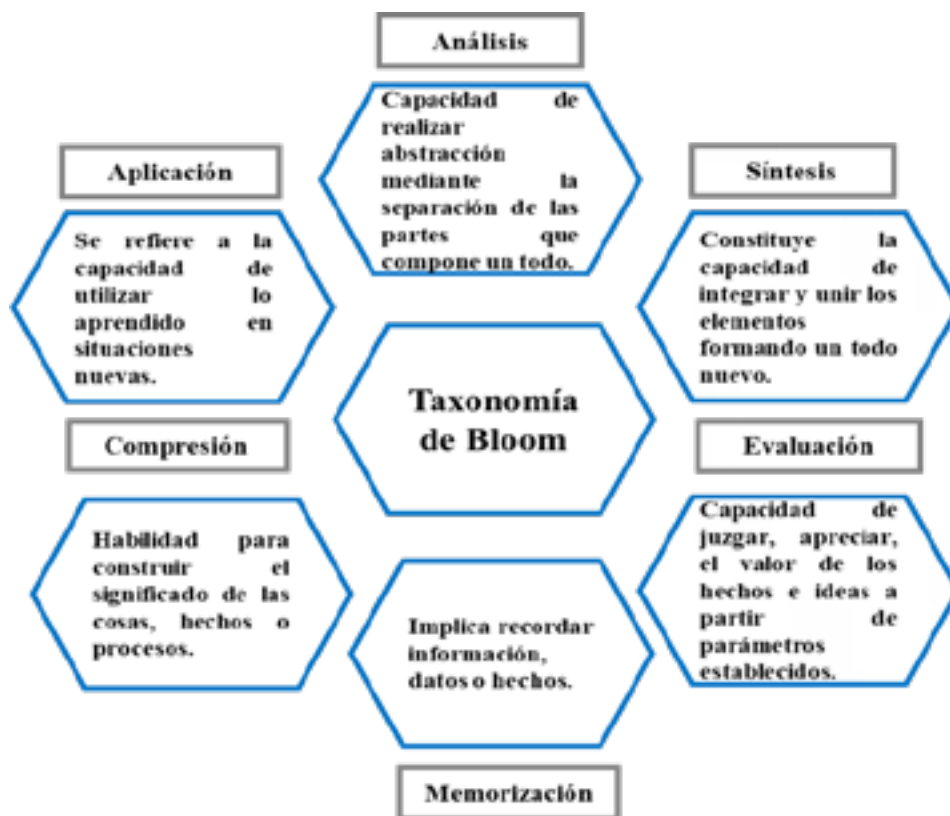 Análisis
Capacidad de
realizar
abstracción
mediante la
separación de las
partes que
compone un todo.
Aplicación
Se refiere a la
capacidad de
utilizar lo
aprendido en
situaciones
nuevas.
Síntesis
Constituye la
capacidad de
integrar y unir los
elementos
formando un todo
nuevo.
Taxonomía
de Bloom
Compresión
Habilidad para
construir el
significado de las
cosas, hechos o
procesos.
Evaluación
Capacidad de
juzgar, apreciar,
el valor de los
hechos e ideas a
partir de
parámetros
establecidos.
Implica recordar
información,
datos o hechos.
Memorización